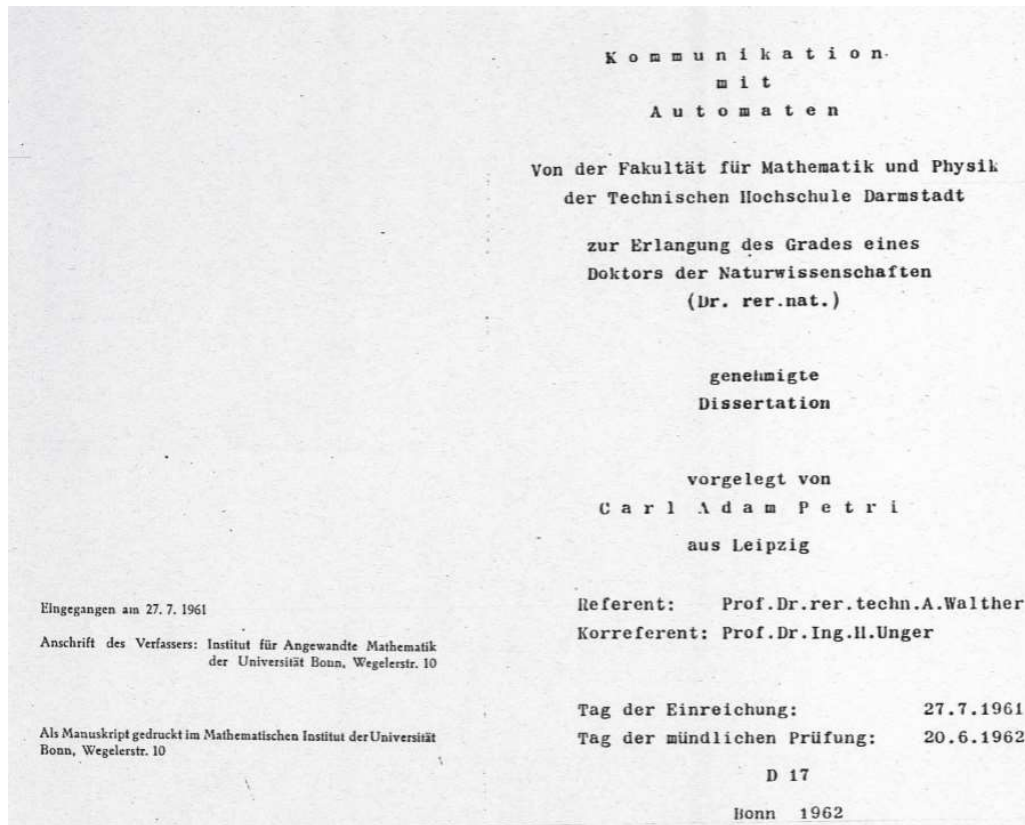 Eingegangen am 27. 7. 1961
Anschrift des Verfassers: Institut für Angewandte Mathematik
der Universität Bonn, Wegelerstr. 10
Als Manuskript gedruckt im Mathematischen Institut der Universität
Bonn, Wegelerstr. 10
Kommunikation
mit
Automaten
Von der Fakultät für Mathematik und Physik
der Technischen Hochschule Darmstadt
zur Erlangung des Grades eines
Doktors der Naturwissenschaften
(Dr. rer.nat.)
genehmigte
Dissertation
vorgelegt von
Carl Adam Petri
aus Leipzig
Referent: Prof.Dr.rer.techn.A.Walther
Korreferent: Prof.Dr.Ing.H.Unger
Tag der Einreichung: 27.7.1961
Tag der mündlichen Prüfung: 20.6.1962
D 17
Bonn 1962